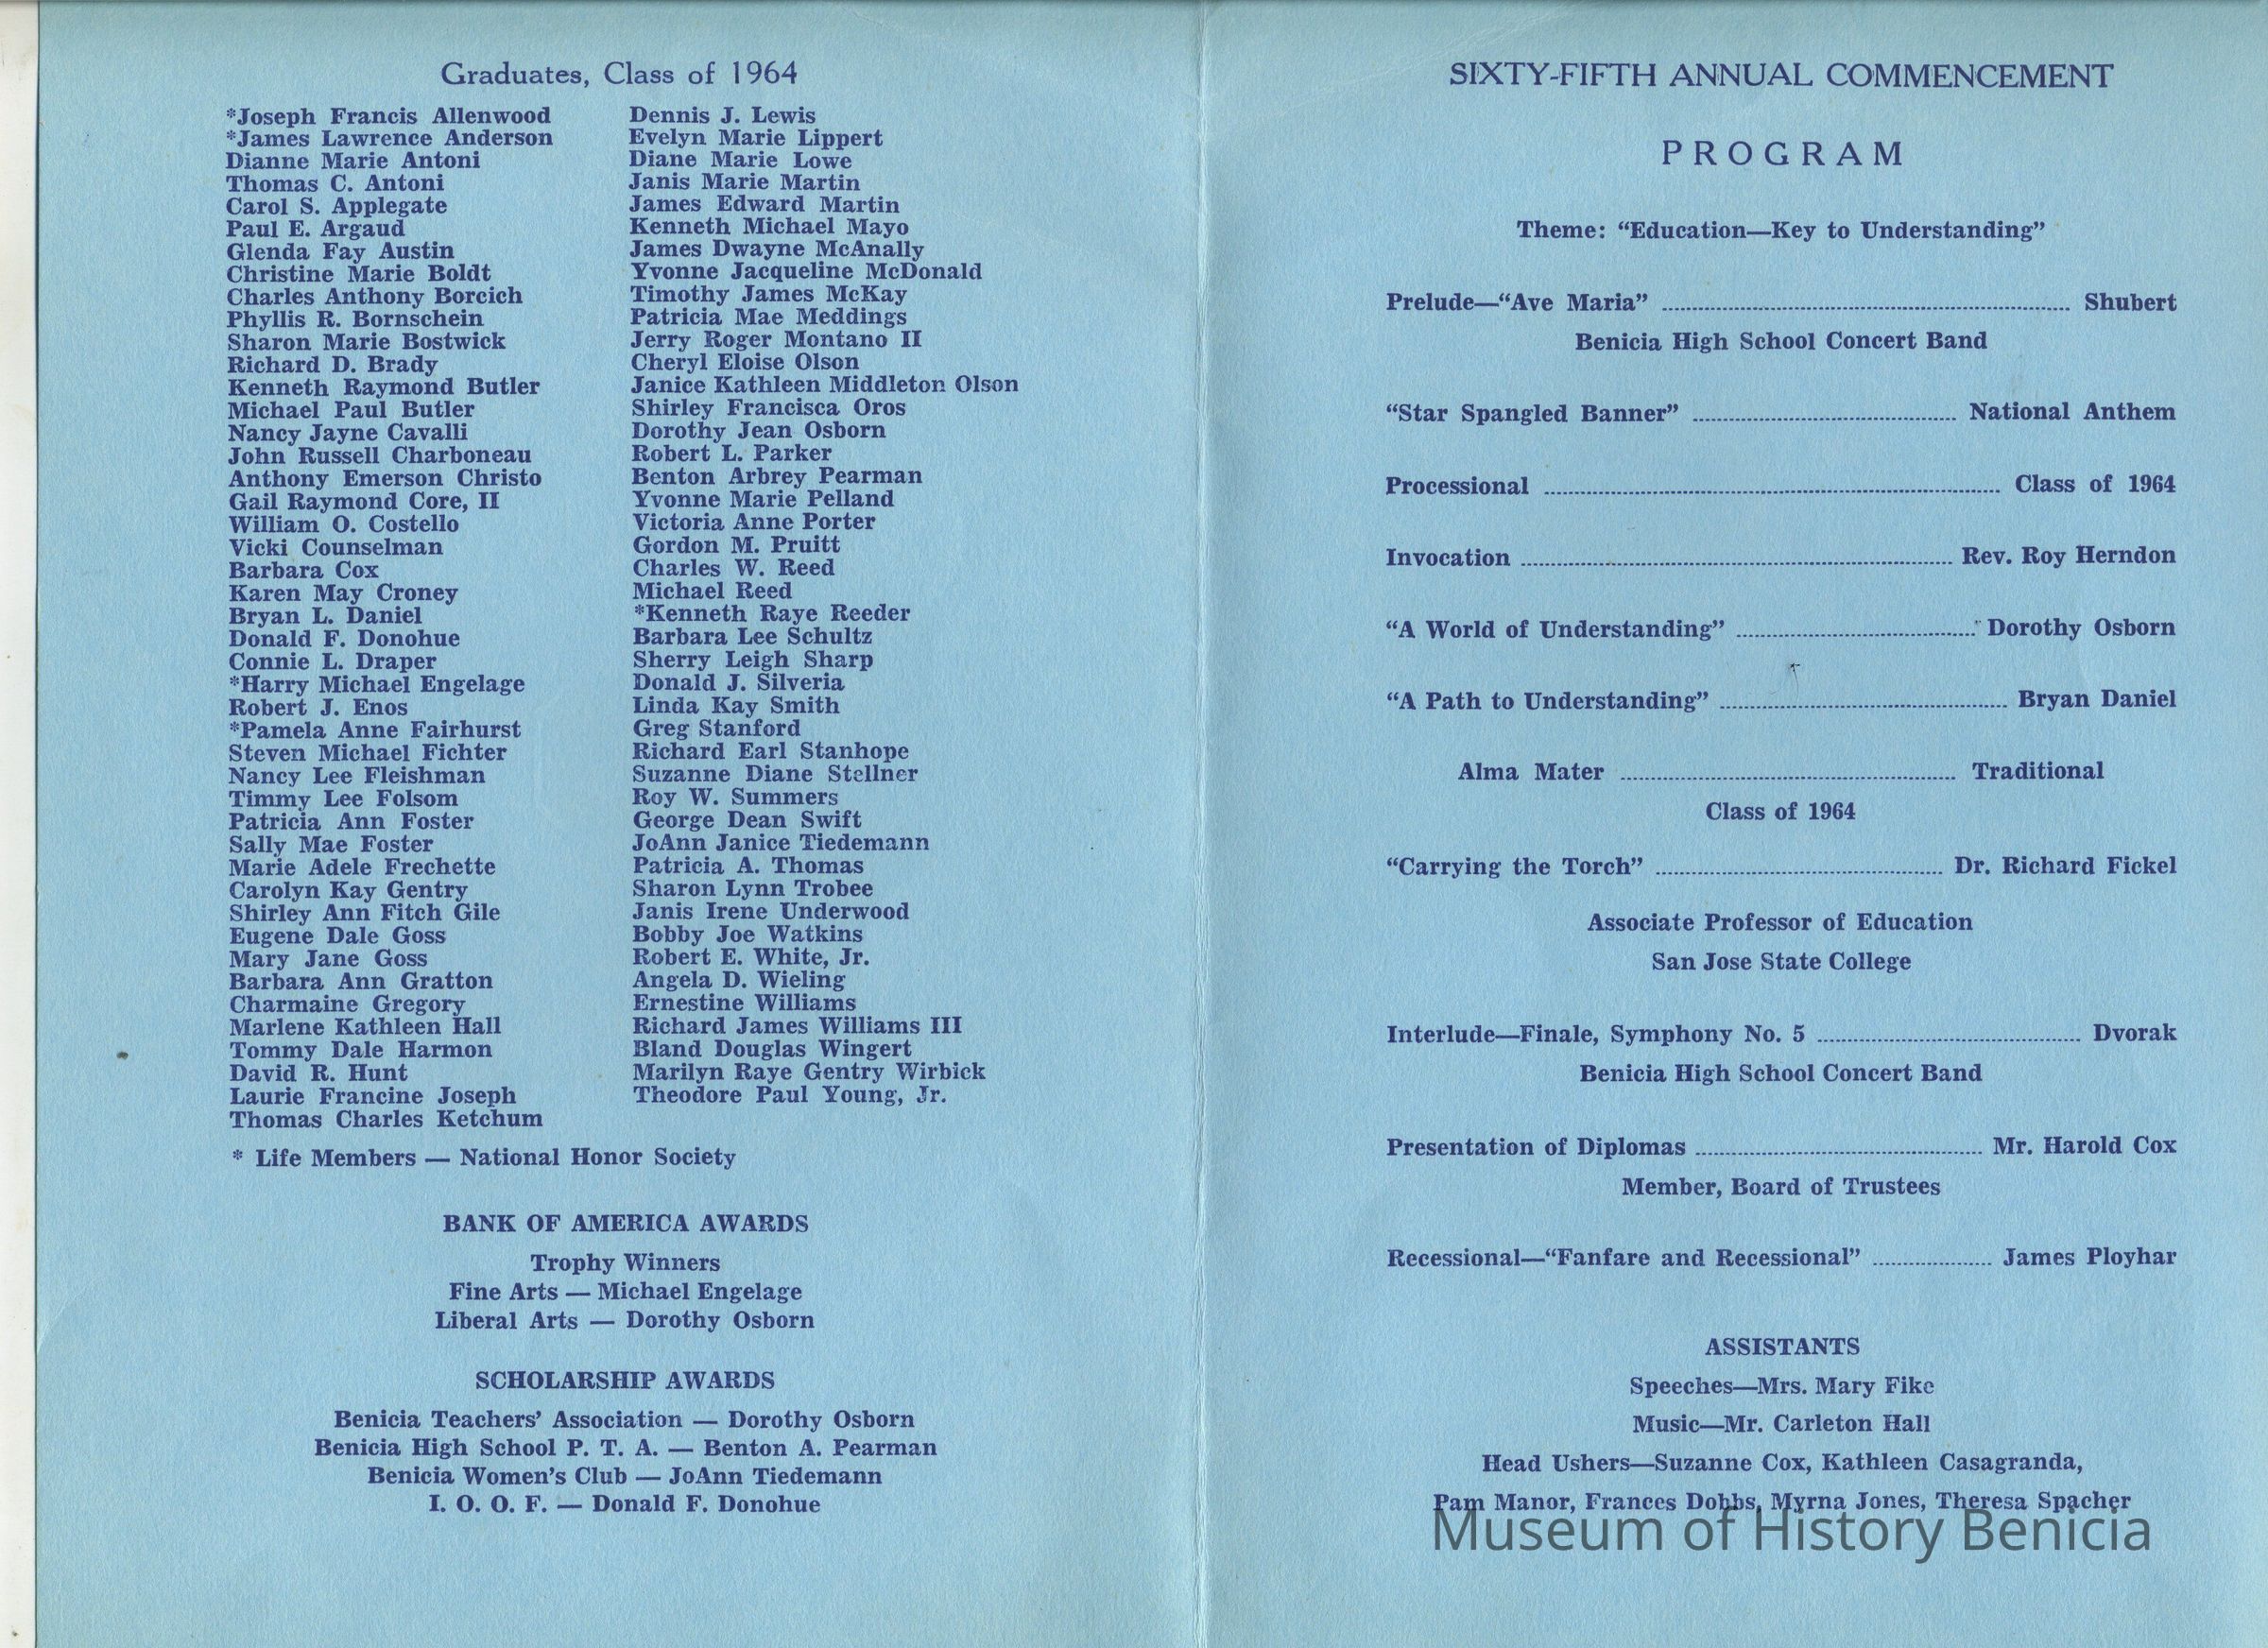 Graduates, Class of 1964
*Joseph Francis Allenwood
*James Lawrence Anderson
Dianne Marie Antoni
Thomas C. Antoni
Carol S. Applegate
Paul E. Argaud
Glenda Fay Austin
Christine Marie Boldt
Charles Anthony Borcich
Phyllis R. Bornschein
Sharon Marie Bostwick
Richard D. Brady
Kenneth Raymond Butler
Michael Paul Butler
Nancy Jayne Cavalli
John Russell Charboneau
Anthony Emerson Christo
Gail Raymond Core, II
William O. Costello
Vicki Counselman
Barbara Cox
Karen May Croney
Bryan L. Daniel
Donald F. Donohue
Connie L. Draper
*Harry Michael Engelage
Robert J. Enos
*Pamela Anne Fairhurst
Steven Michael Fichter
Nancy Lee Fleishman
Timmy Lee Folsom
Patricia Ann Foster
Sally Mae Foster
Marie Adele Frechette
Carolyn Kay Gentry
Shirley Ann Fitch Gile
Eugene Dale Goss
Mary Jane Goss
Barbara Ann Gratton
Charmaine Gregory
Marlene Kathleen Hall
Tommy Dale Harmon
David R. Hunt
Laurie Francine Joseph
Thomas Charles Ketchum
Dennis J. Lewis
Evelyn Marie Lippert
Diane Marie Lowe
Janis Marie Martin
James Edward Martin
Kenneth Michael Mayo
James Dwayne McAnally
Yvonne Jacqueline McDonald
Timothy James McKay
Patricia Mae Meddings
Jerry Roger Montano II
Cheryl Eloise Olson
Janice Kathleen Middleton Olson
Shirley Francisca Oros
Dorothy Jean Osborn
Robert L. Parker
Benton Arbrey Pearman
Yvonne Marie Pelland
Victoria Anne Porter
Gordon M. Pruitt
Charles W. Reed
Michael Reed
*Kenneth Raye Reeder
Barbara Lee Schultz
Sherry Leigh Sharp
Donald J. Silveria
Linda Kay Smith
Greg Stanford
Richard Earl Stanhope
Suzanne Diane Stellner
Roy W. Summers
George Dean Swift
JoAnn Janice Tiedemann
Patricia A. Thomas
Sharon Lynn Trobee
Janis Irene Underwood
Bobby Joe Watkins
Robert E. White, Jr.
Angela D. Wieling
Ernestine Williams
Richard James Williams III
Bland Douglas Wingert
Marilyn Raye Gentry Wirbick
Theodore Paul Young, Jr.
* Life Members — National Honor Society
BANK OF AMERICA AWARDS
Trophy Winners
Fine Arts — Michael Engelage
Liberal Arts — Dorothy Osborn
SCHOLARSHIP AWARDS
Benicia Teachers' Association — Dorothy Osborn
Benicia High School P. T. A. — Benton A. Pearman
Benicia Women's Club — JoAnn Tiedemann
I. O. O. F. — Donald F. Donohue
SIXTY-FIFTH ANNUAL COMMENCEMENT
PROGRAM
Theme: "Education—Key to Understanding"
Prelude—"Ave Maria" ........ Shubert
Benicia High School Concert Band
"Star Spangled Banner" ........ National Anthem
Processional ........ Class of 1964
Invocation ........ Rev. Roy Herndon
"A World of Understanding" ........ Dorothy Osborn
"A Path to Understanding" ........ Bryan Daniel
Alma Mater ........ Traditional
Class of 1964
"Carrying the Torch" ........ Dr. Richard Fickel
Associate Professor of Education
San Jose State College
Interlude—Finale, Symphony No. 5 ........ Dvorak
Benicia High School Concert Band
Presentation of Diplomas ........ Mr. Harold Cox
Member, Board of Trustees
Recessional—"Fanfare and Recessional" ........ James Ployhar
ASSISTANTS
Speeches—Mrs. Mary Fike
Music—Mr. Carleton Hall
Head Ushers—Suzanne Cox, Kathleen Casagranda,
Pam Manor, Frances Dobbs, Myrna Jones, Theresa Spacher
Museum of History Benicia